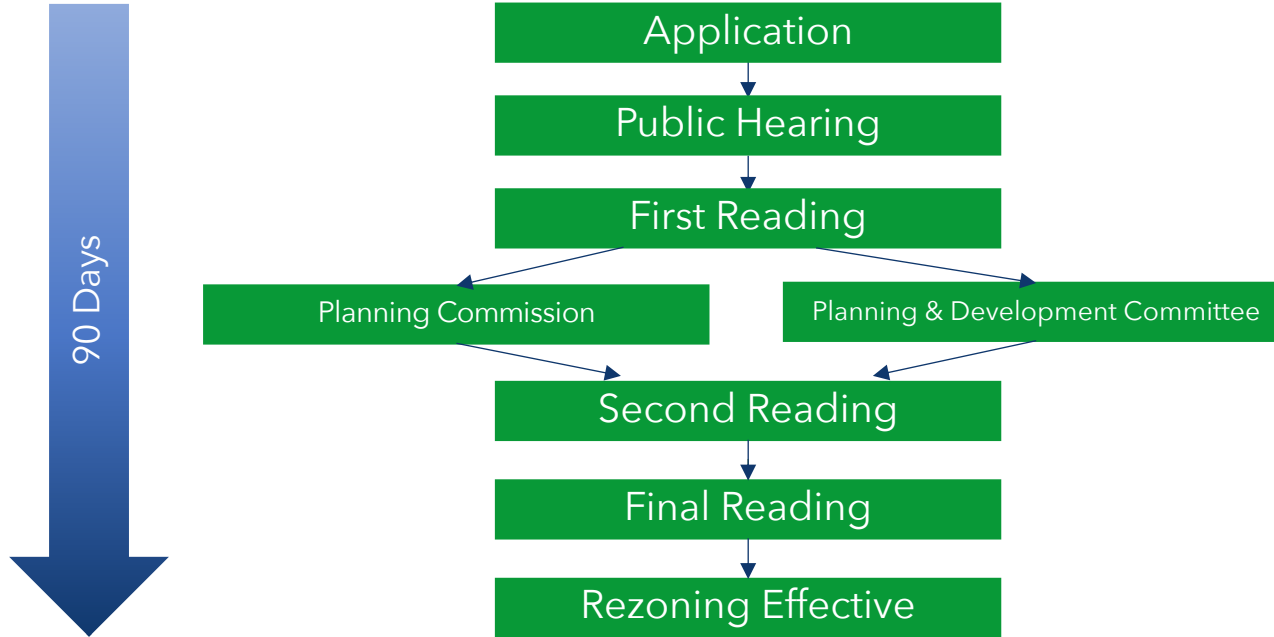 90 Days
Application
Public Hearing
First Reading
Planning Commission
Planning & Development Committee
Second Reading
Final Reading
Rezoning Effective